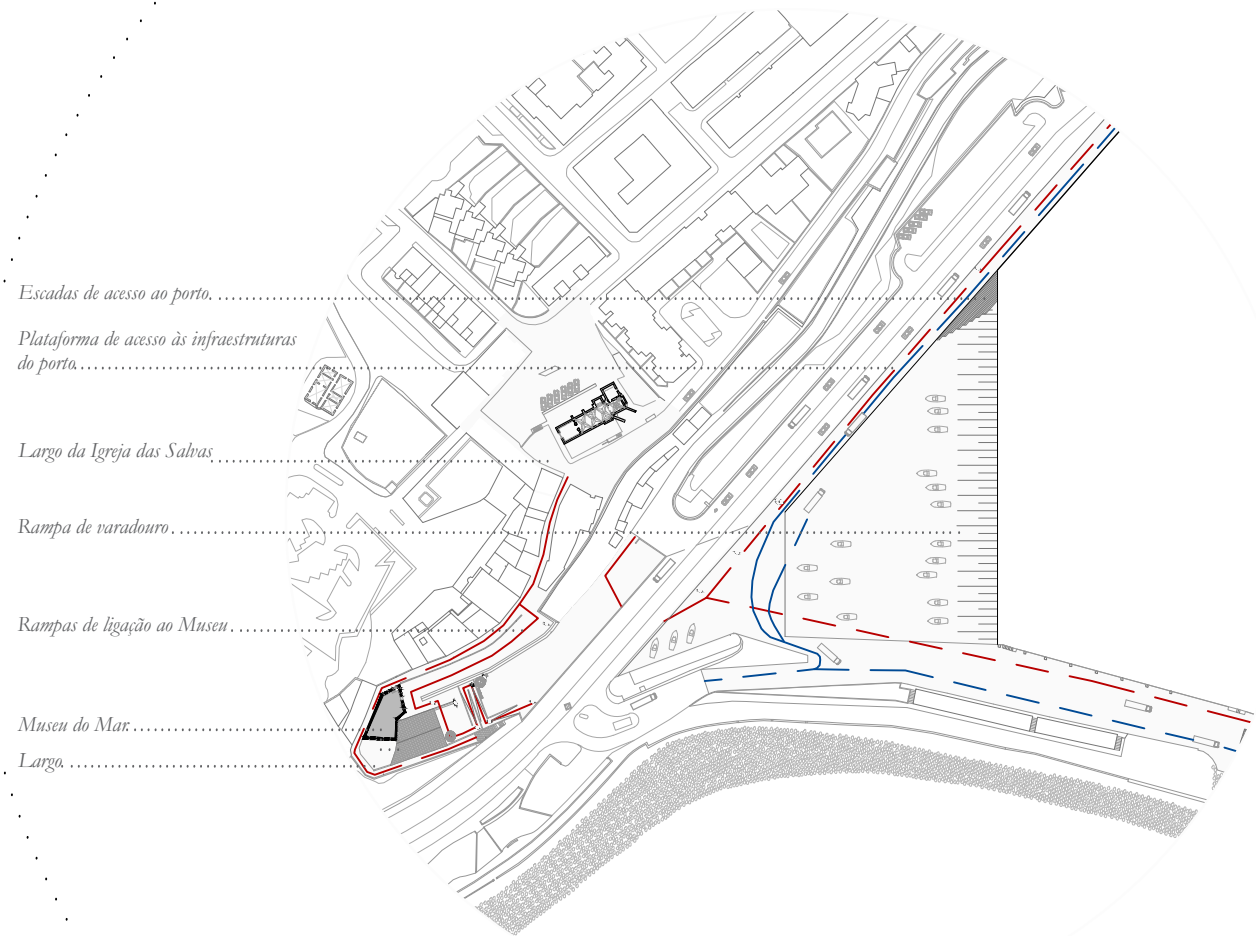 Escadas de acesso ao porto
Plataforma de acesso às infraestruturas
do porto
Largo da Igreja das Salvas
Rampa de varadouro
Rampas de ligação ao Museu
Museu do Mar
Largo